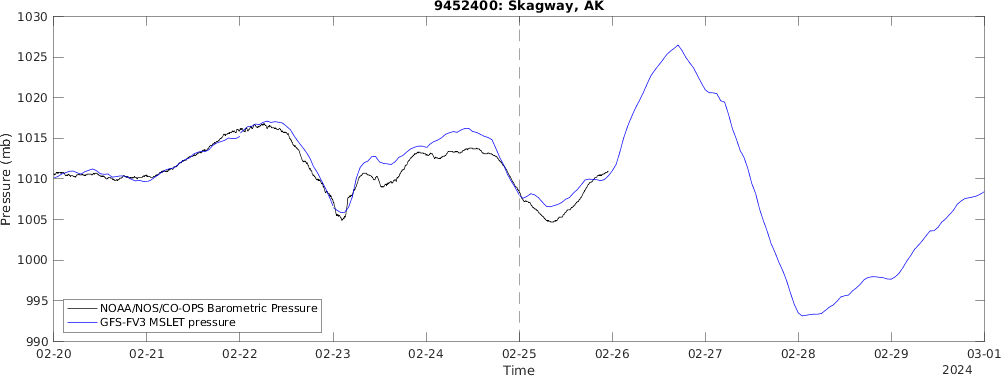 9452400: Skagway, AK
1030
1025
1020
1015
1010
1005
1000
995
990
Pressure (mb)
NOAA/NOS/CO-OPS Barometric Pressure
GFS-FV3 MSLET pressure
02-20 02-21 02-22 02-23 02-24 02-25 02-26 02-27 02-28 02-29 03-01
Time
2024